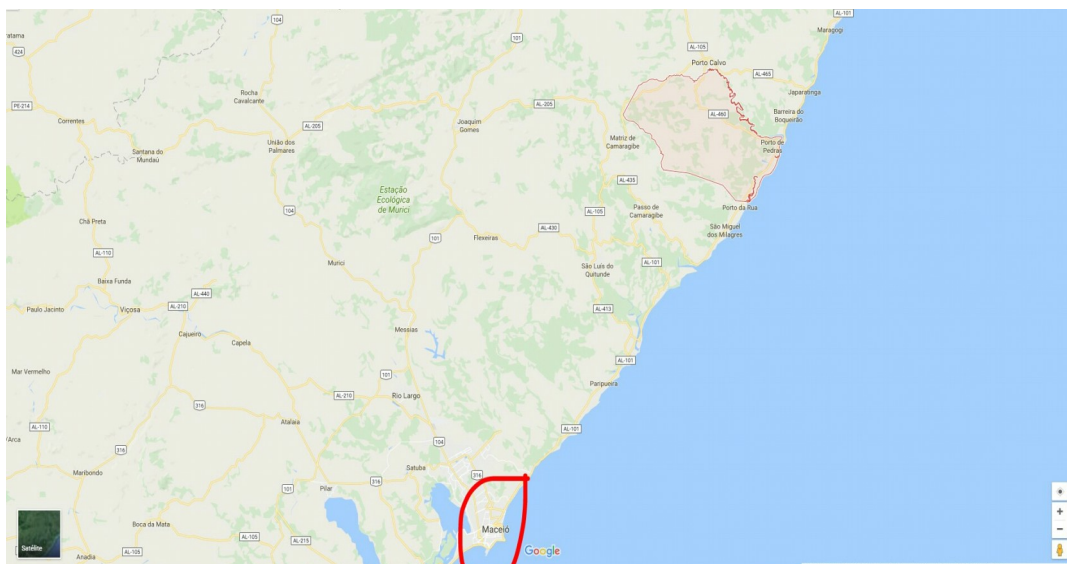 AL-101
Maragogi
104
101
ratama
424
AL-105
Porto Calvo
AL-465
Japaratinga
Rocha
Cavalcante
PE-214
Correntes
AL-205
AL-205
Joaquim
Gomes
AL-460
Barreira do
Boqueirão
Santana do
Mundaú
União dos
Palmares
Matriz de
Camaragibe
Porto de
Pedras
AL-435
Estação
Ecológica
de Murici
104
AL-105
Passo de
Camaragibe
Porto da Rua
Chã Preta
AL-430
São Miguel
dos Milagres
101
Flexeiras
AL-110
Murici
São Luis do
Quitunde
AL-101
Baixa Funda
AL-440
AL-210
Paulo Jacinto
Viçosa
AL-413
Cajueiro
Capela
Messias
AL-101
Mar Vermelho
101
Paripueira
AL-210
Rio Largo
316
Atalaia
AL-110
AL-101
'Arca
316
104
Maribondo
Satuba
316
316
101
Pilar
Boca da Mata
Maceió
AL-105
AL-215
Satélite
Anadia
AL-105
Google